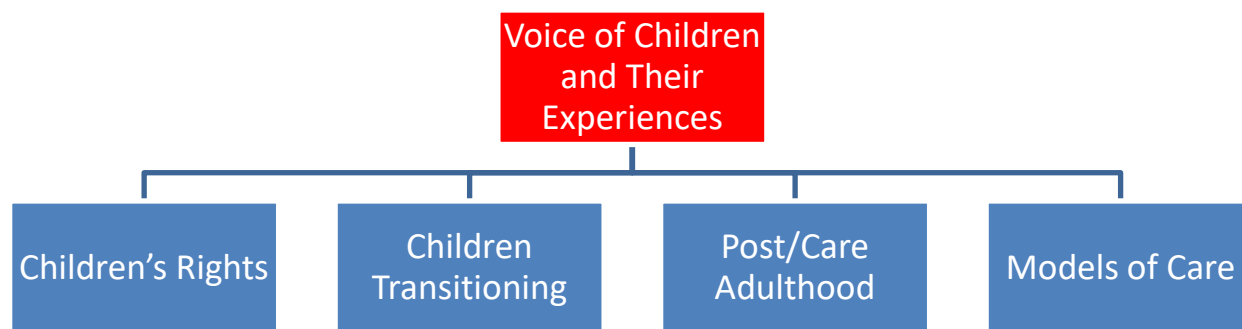 Voice of Children
and Their
Experiences
Children’s Rights
Children
Transitioning
Post/Care
Adulthood
Models of Care